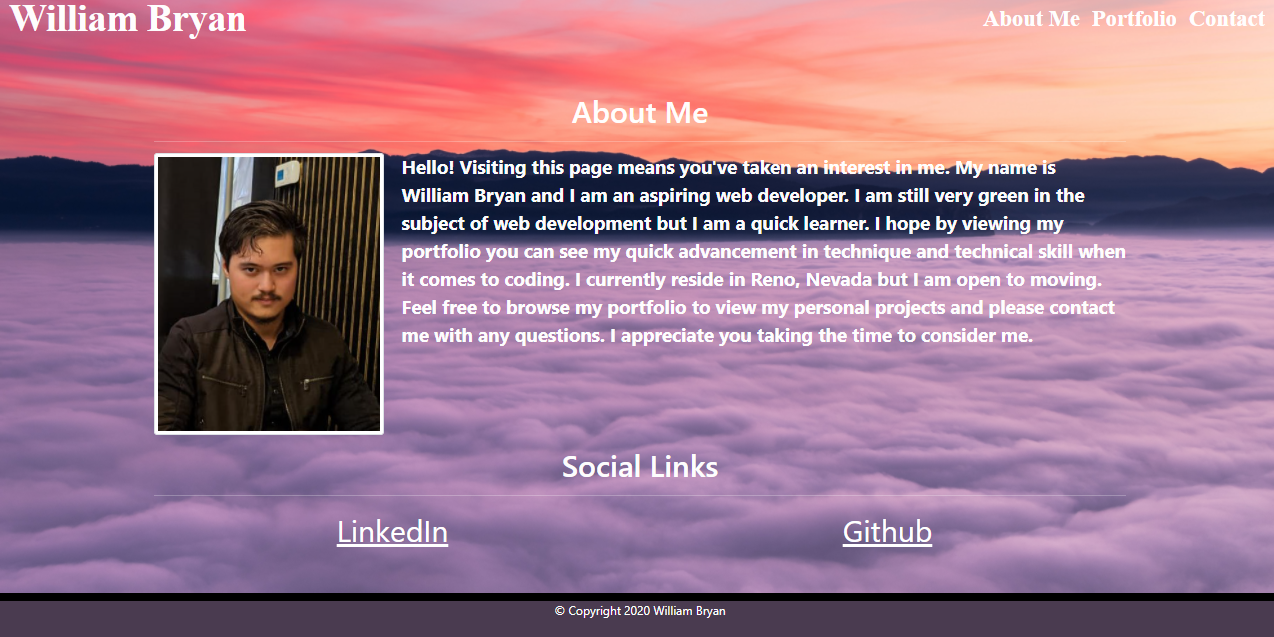 William Bryan
About Me Portfolio Contact
About Me
Hello! Visiting this page means you've taken an interest in me. My name is
William Bryan and I am an aspiring web developer. I am still very green in the
subject of web development but I am a quick learner. I hope by viewing my
portfolio you can see my quick advancement in technique and technical skill when
it comes to coding. I currently reside in Reno, Nevada but I am open to moving.
Feel free to browse my portfolio to view my personal projects and please contact
me with any questions. I appreciate you taking the time to consider me.
Social Links
LinkedIn
Github
© Copyright 2020 William Bryan